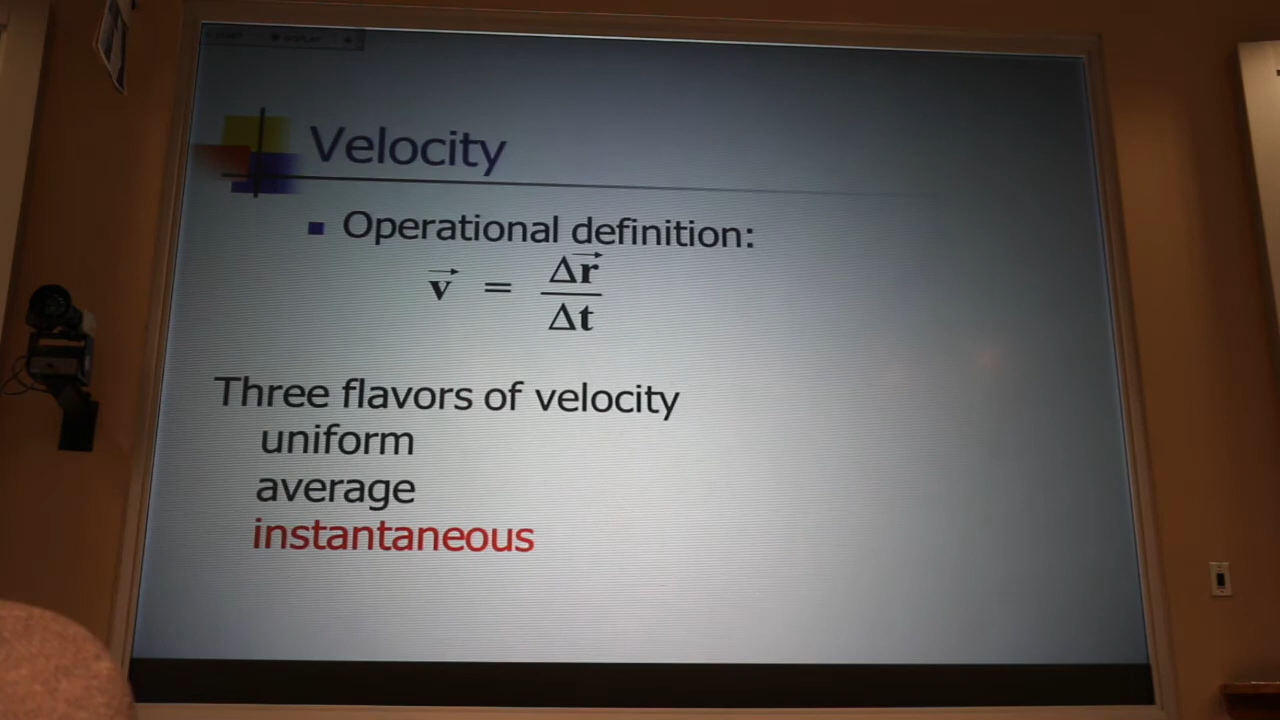 Velocity
Operational definition:
v⃗ = Δr⃗ / Δt
Three flavors of velocity
uniform
average
instantaneous